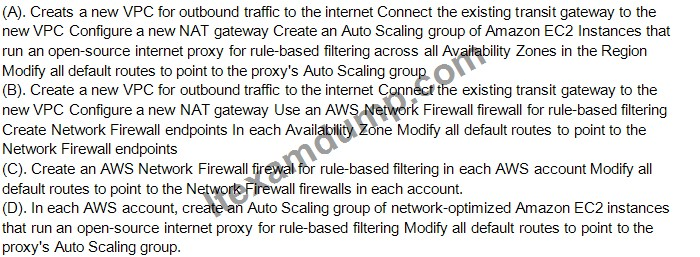 (A). Creats a new VPC for outbound traffic to the internet Connect the existing transit gateway to the
new VPC Configure a new NAT gateway Create an Auto Scaling group of Amazon EC2 Instances that
run an open-source internet proxy for rule-based filtering across all Availability Zones in the Region
Modify all default routes to point to the proxy's Auto Scaling group
(B). Create a new VPC for outbound traffic to the internet Connect the existing transit gateway to the
new VPC Configure a new NAT gateway Use an AWS Network Firewall firewall for rule-based filtering
Create Network Firewall endpoints In each Availability Zone Modify all default routes to point to the
Network Firewall endpoints
(C). Create an AWS Network Firewall firewal for rule-based filtering in each AWS account Modify all
default routes to point to the Network Firewall firewalls in each account.
(D). In each AWS account, create an Auto Scaling group of network-optimized Amazon EC2 instances
that run an open-source internet proxy for rule-based filtering Modify all default routes to point to the
proxy's Auto Scaling group.
Itexamdump.com